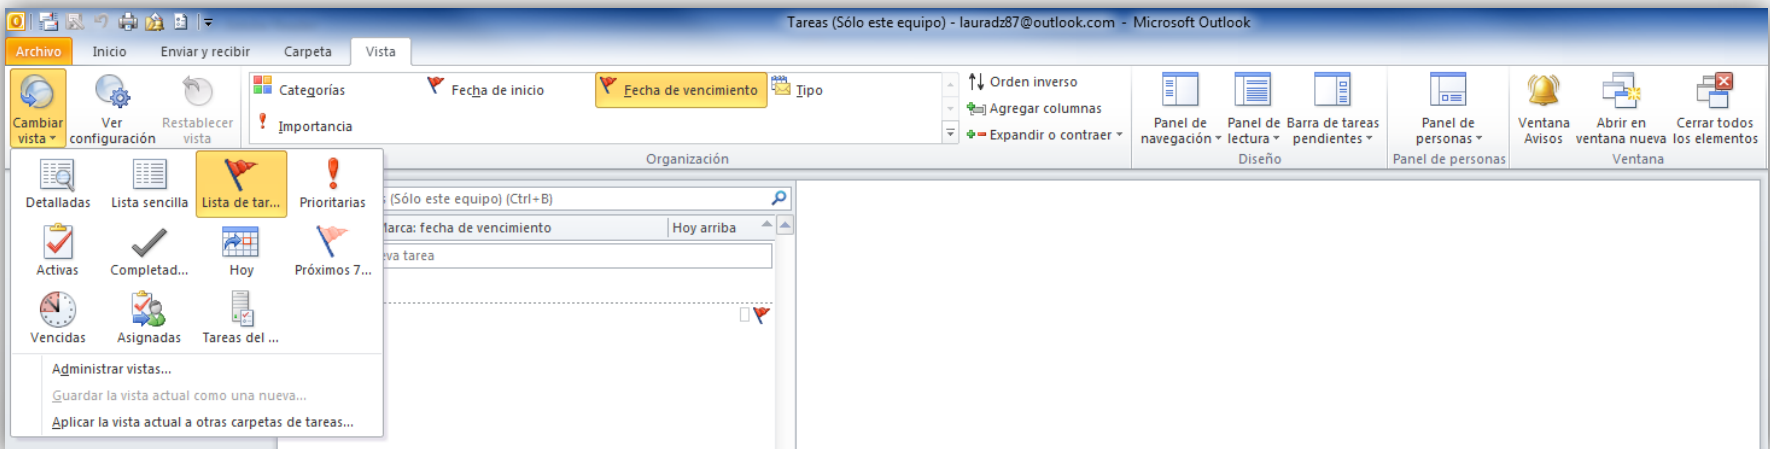 Tareas (Sólo este equipo) - lauradz87@outlook.com - Microsoft Outlook
Archivo Inicio Enviar y recibir Carpeta Vista
Cambiar vista Ver configuración Restablecer vista
Categorías Fecha de inicio Fecha de vencimiento Tipo
Importancia
Organización
Orden inverso
Agregar columnas
Expandir o contraer
Panel de navegación Panel de lectura Barra de tareas pendientes
Diseño
Panel de personas
Panel de personas
Ventana Avisos Abrir en ventana nueva Cerrar todos los elementos
Ventana
Detalladas Lista sencilla Lista de tar... Prioritarias
Activas Completad... Hoy Próximos 7...
Vencidas Asignadas Tareas del ...
Administrar vistas...
Guardar la vista actual como una nueva...
Aplicar la vista actual a otras carpetas de tareas...
(Sólo este equipo) (Ctrl+B)
Marca: fecha de vencimiento Hoy arriba
tarea